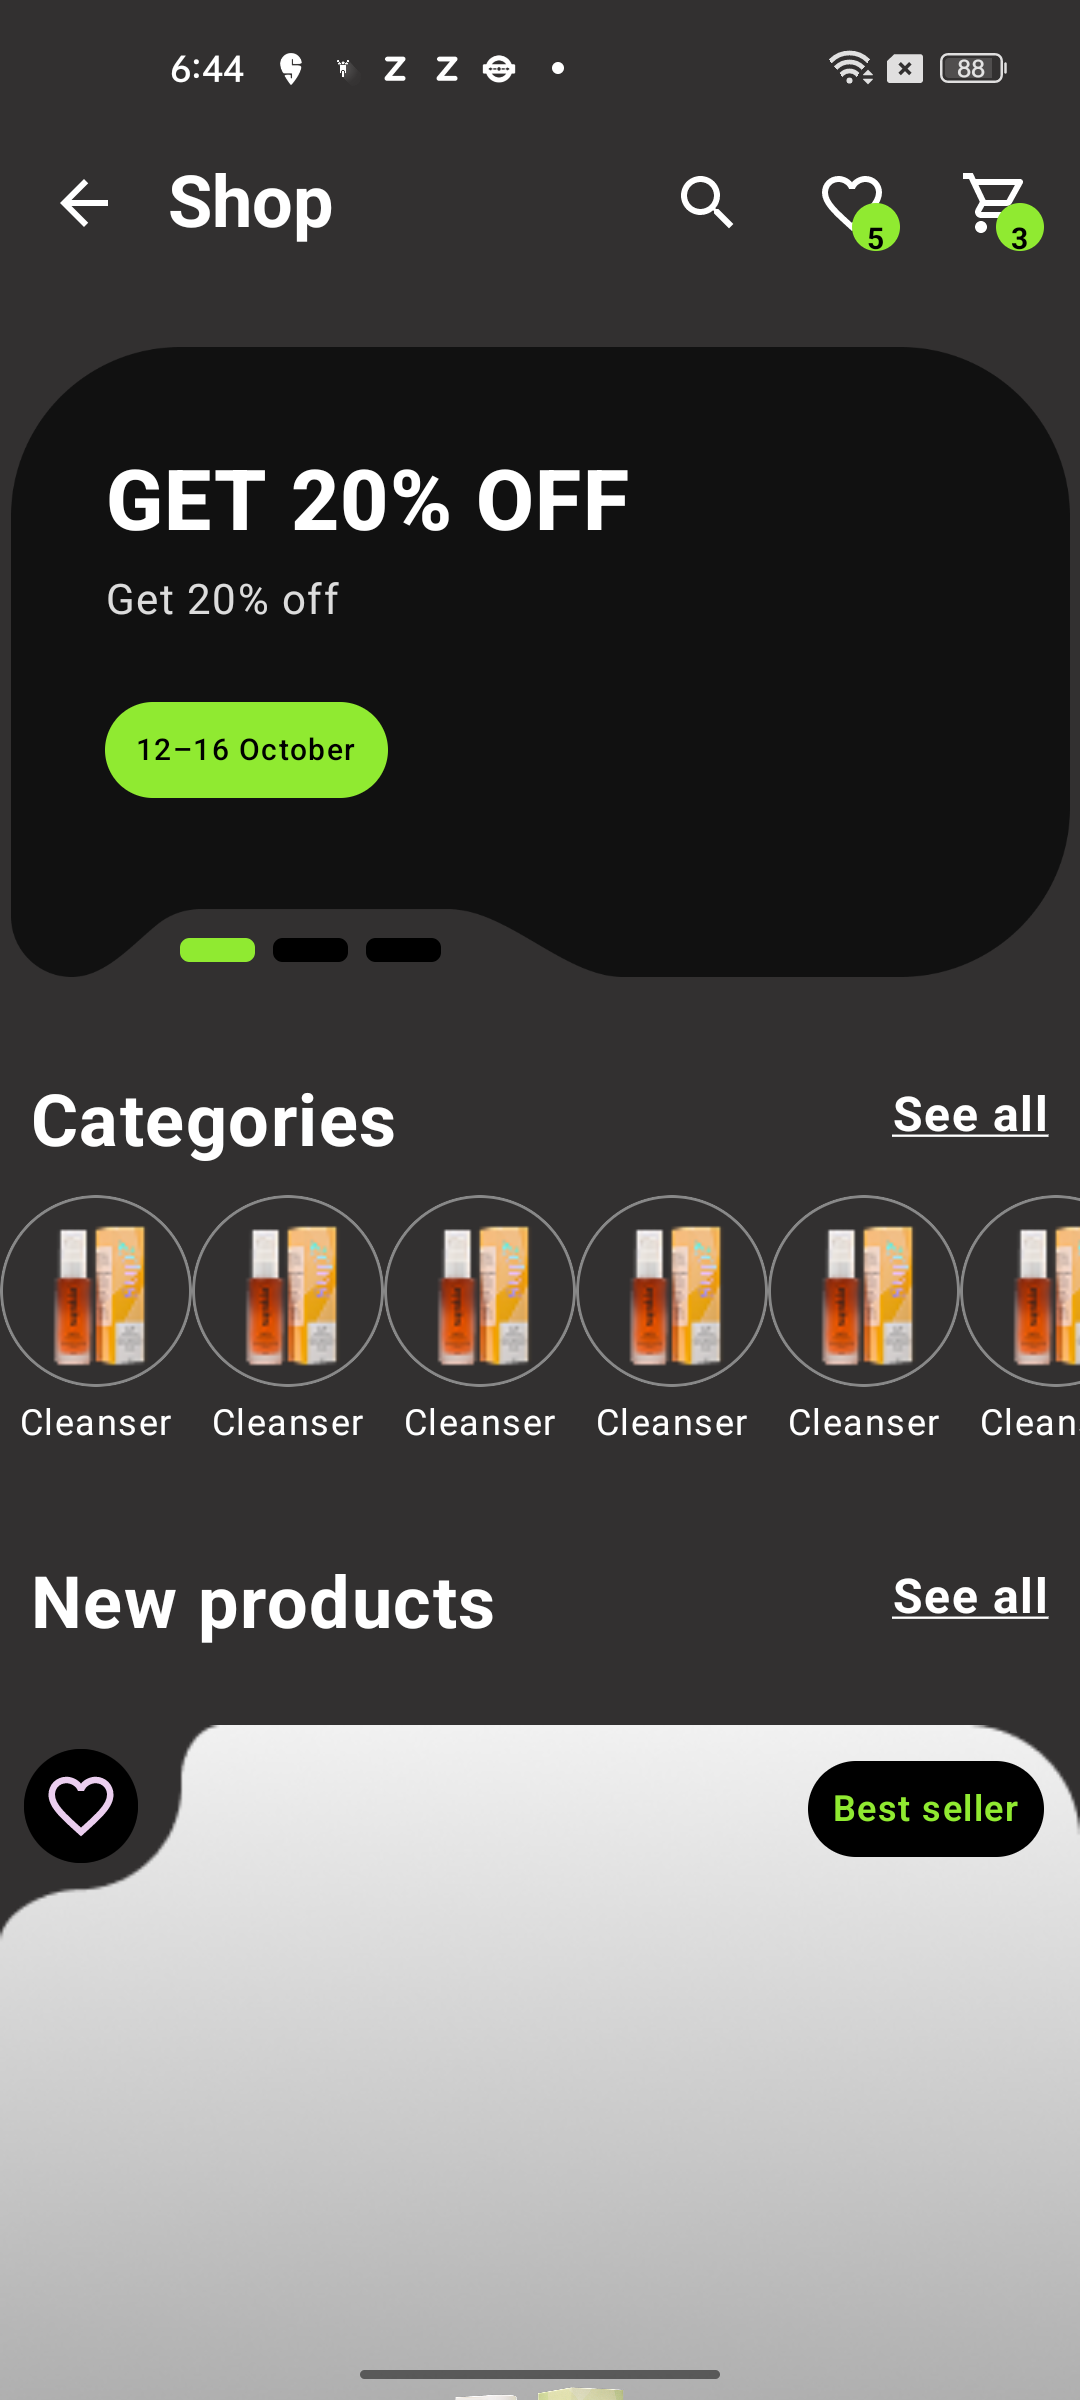 6:44 Z Z 88
Shop
5 3
GET 20% OFF
Get 20% off
12–16 October
Categories See all
Cleanser Cleanser Cleanser Cleanser Cleanser Clean
New products See all
Best seller